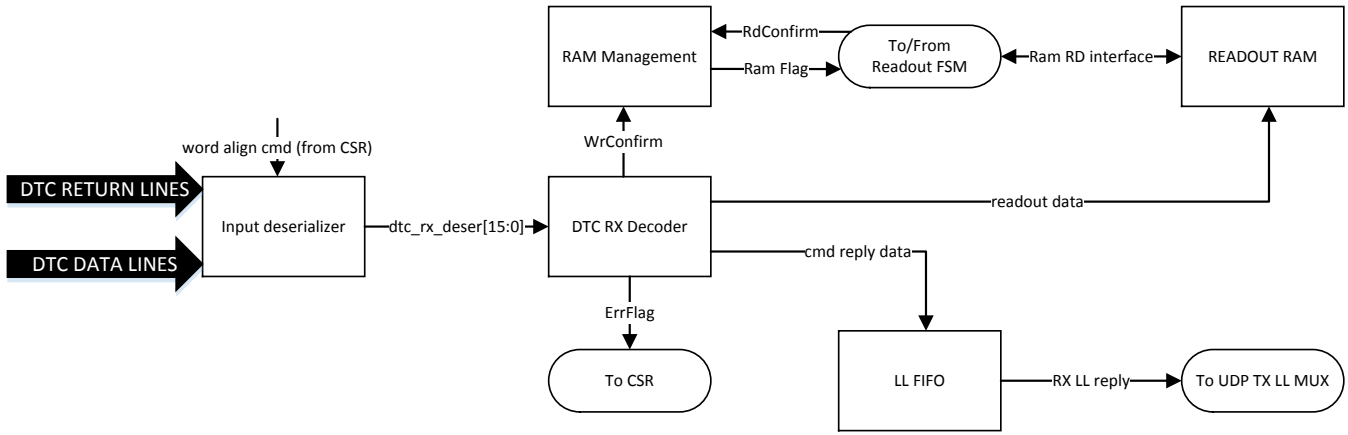 RdConfirm
To/From
Readout FSM
RAM Management
Ram Flag
Ram RD interface
READOUT RAM
word align cmd (from CSR)
WrConfirm
DTC RETURN LINES
Input deserializer
dtc_rx_deser[15:0]
DTC RX Decoder
readout data
DTC DATA LINES
cmd reply data
ErrFlag
To CSR
LL FIFO
RX LL reply
To UDP TX LL MUX